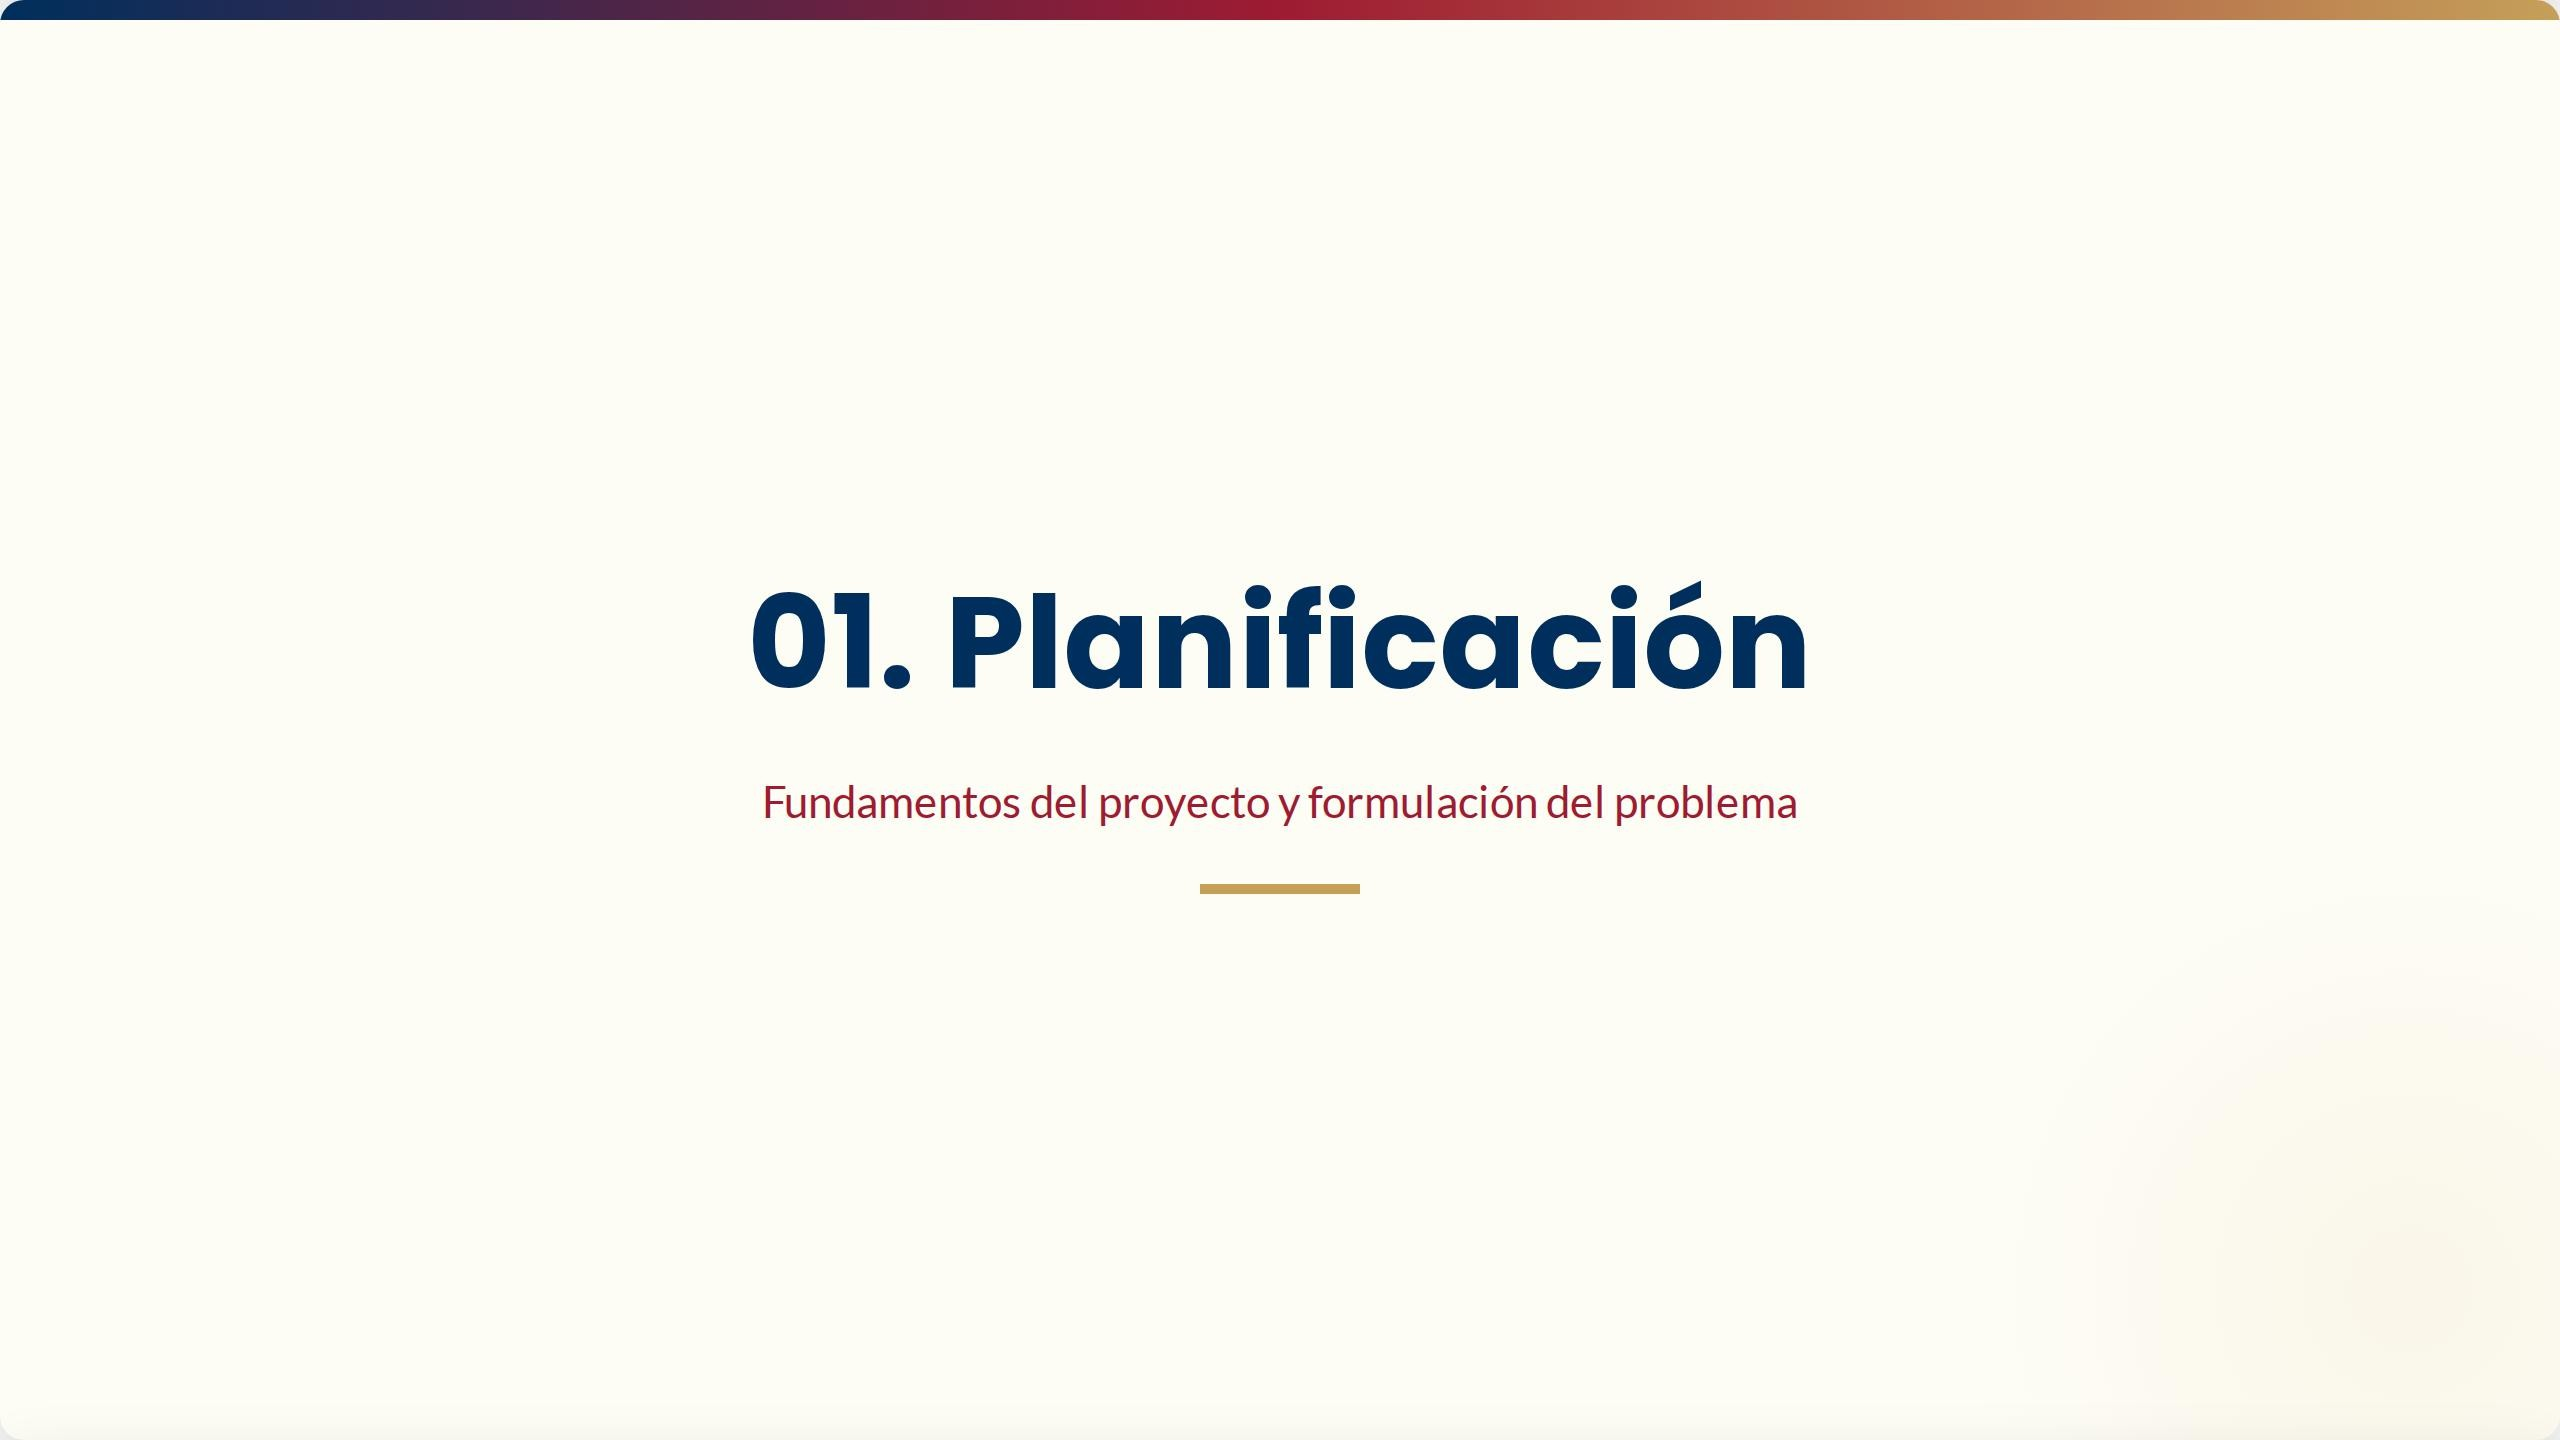 01. Planificación
Fundamentos del proyecto y formulación del problema